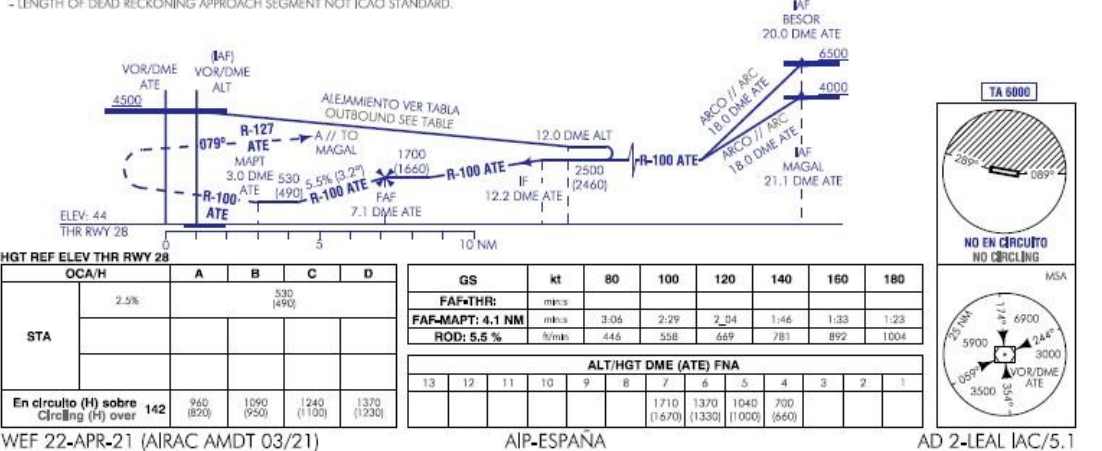 - LENGTH OF DEAD RECKONING APPROACH SEGMENT NOT ICAO STANDARD.
IAF
BESOR
20.0 DME ATE
6500
4000
ARCO // ARC
18.0 DME ATE
ARCO // ARC
18.0 DME ATE
IAF
MAGAL
21.1 DME ATE
VOR/DME
ATE
(IAF)
VOR/DME
ALT
4500
ALEJAMIENTO VER TABLA
OUTBOUND SEE TABLE
079°
R-127
ATE
A // TO
MAGAL
12.0 DME ALT
R-100 ATE
2500
(2460)
IF
12.2 DME ATE
R-100 ATE
1700
(1660)
FAF
7.1 DME ATE
5.5% (3.2°)
R-100 ATE
MAPT
3.0 DME
ATE
530
(490)
R-100
ATE
ELEV: 44
THR RWY 28
0 5 10 NM
TA 6000
289°
089°
NO EN CIRCUITO
NO CIRCLING
HGT REF ELEV THR RWY 28
OCA/H A B C D
STA
2.5% 530
(490)
En circuito (H) sobre
Circling (H) over
142
960 1090 1240 1370
(820) (950) (1100) (1230)
GS kt 80 100 120 140 160 180
FAF-THR: min:s
FAF-MAPT: 4.1 NM min:s 3:06 2:29 2_04 1:46 1:33 1:23
ROD: 5.5 % ft/min 446 558 669 781 892 1004
ALT/HGT DME (ATE) FNA
13 12 11 10 9 8 7 6 5 4 3 2 1
1710 1370 1040 700
(1670) (1330) (1000) (660)
MSA
25 NM
174°
6900
5900
244°
3000
059°
VOR/DME
ATE
3500
354°
WEF 22-APR-21 (AIRAC AMDT 03/21)
AIP-ESPAÑA
AD 2-LEAL IAC/5.1